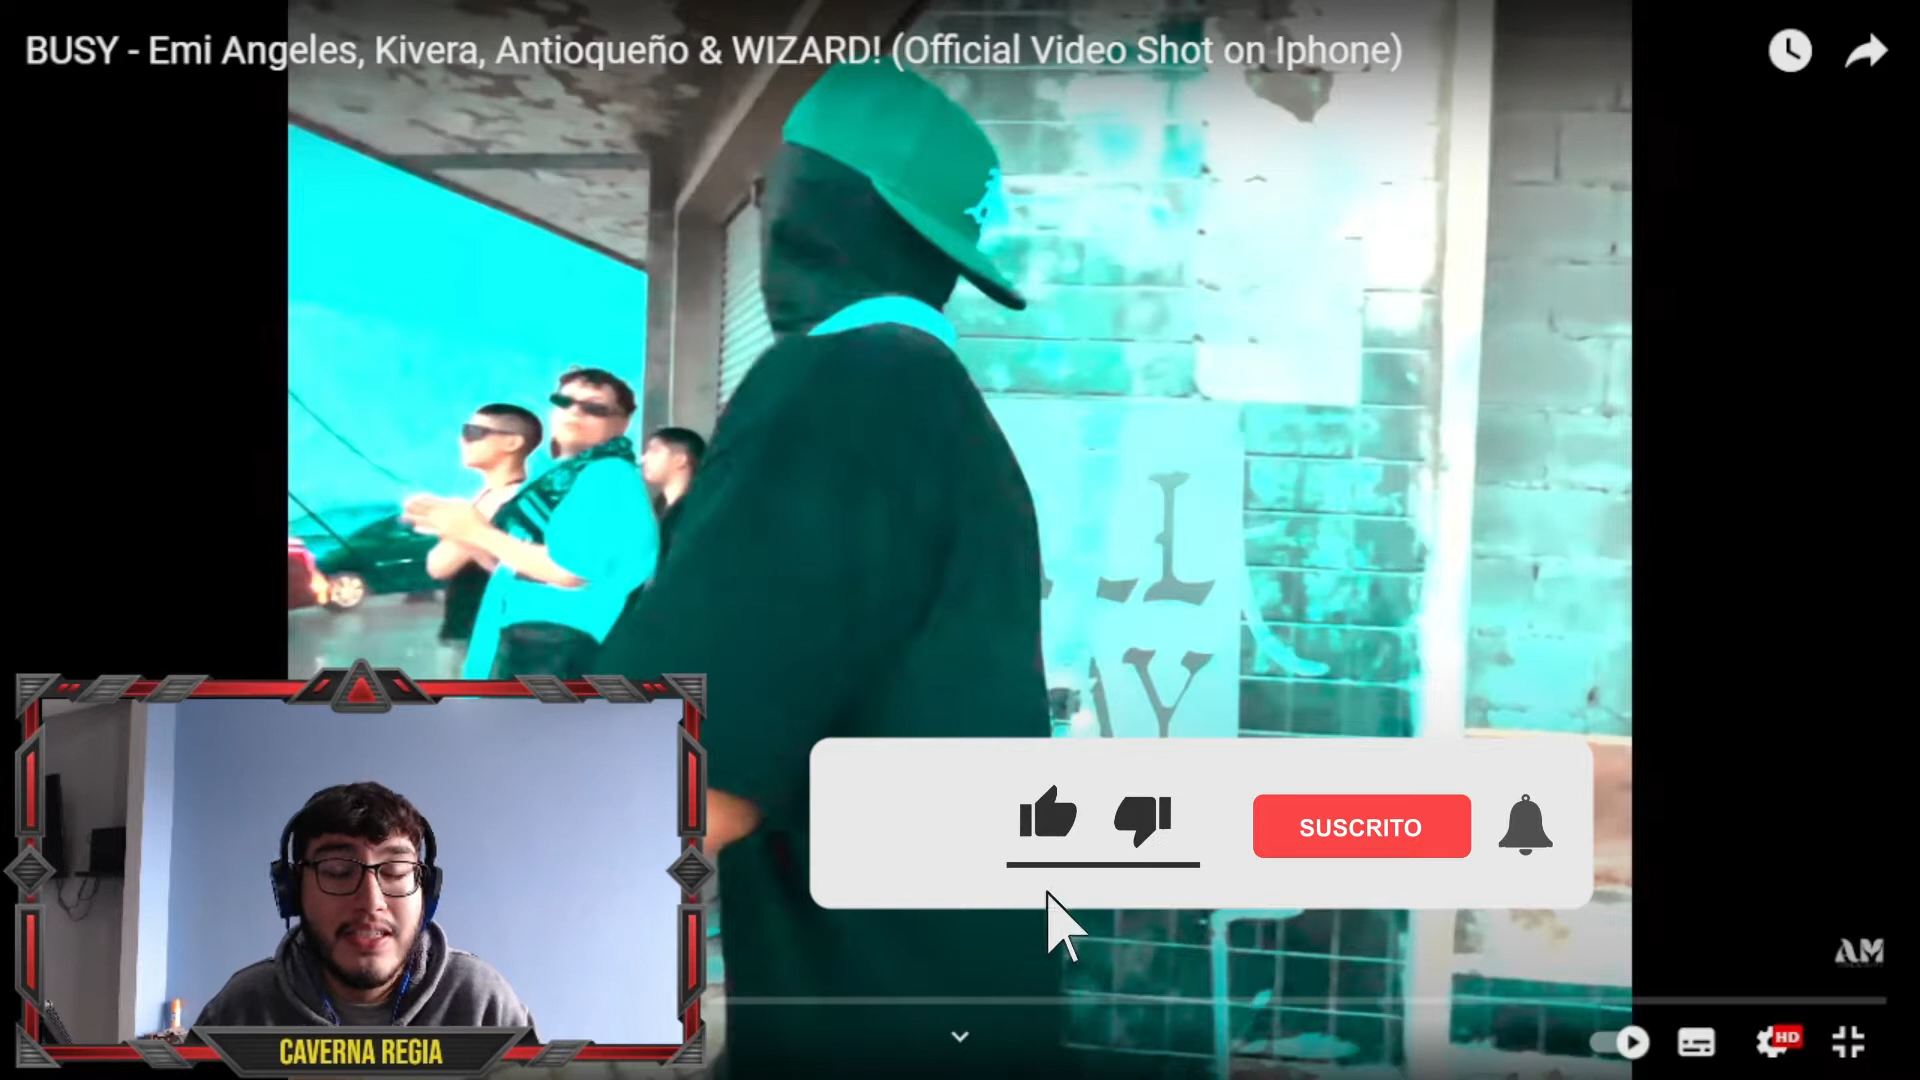 BUSY - Emi Angeles, Kivera, Antioqueño & WIZARD! (Official Video Shot on Iphone)
SUSCRITO
AM
HD
CAVERNA REGIA